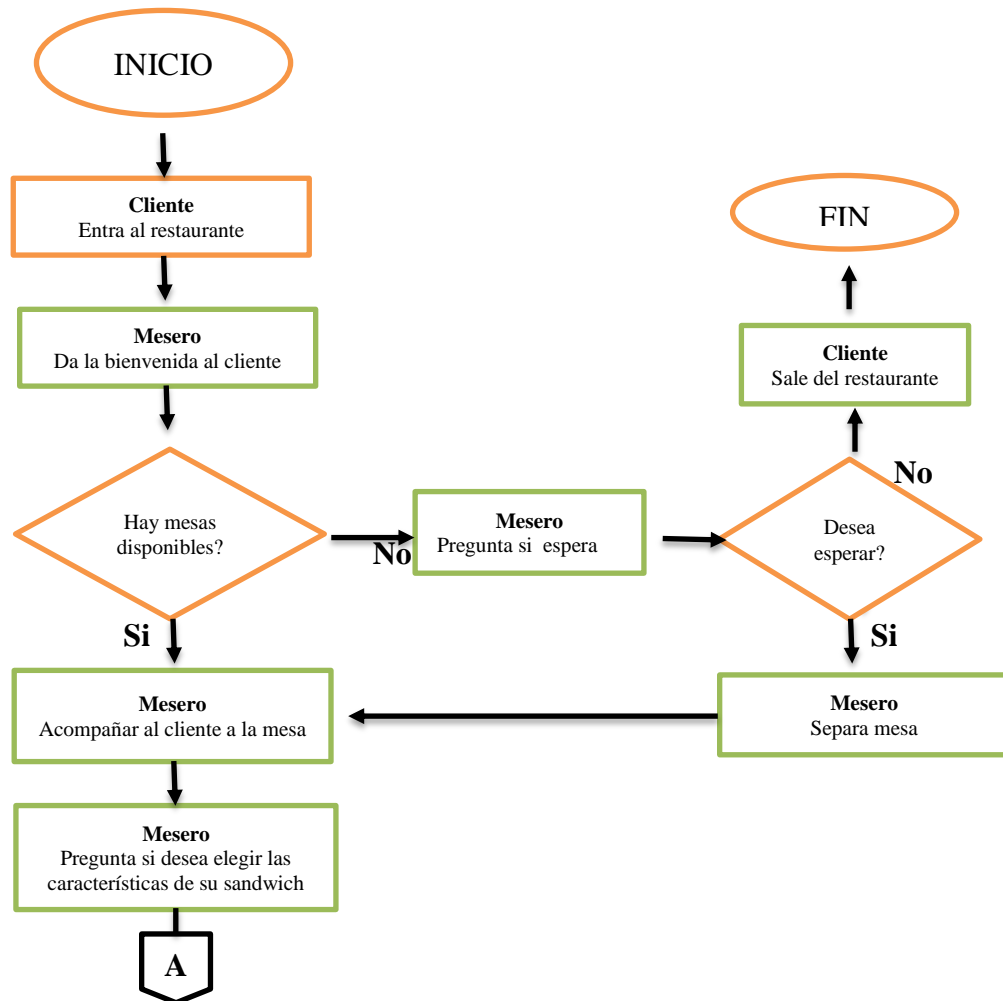 INICIO
Cliente
Entra al restaurante
Mesero
Da la bienvenida al cliente
Hay mesas
disponibles?
No
Mesero
Pregunta si espera
Desea
esperar?
No
Cliente
Sale del restaurante
FIN
Si
Mesero
Separa mesa
Si
Mesero
Acompañar al cliente a la mesa
Mesero
Pregunta si desea elegir las
características de su sandwich
A